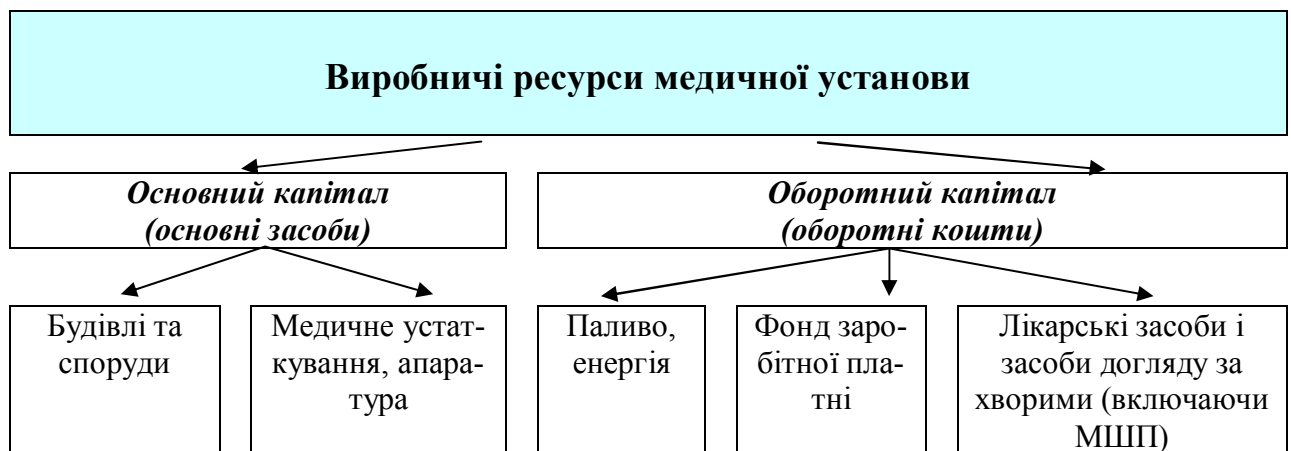 Виробничі ресурси медичної установи
Основний капітал
(основні засоби)
Оборотний капітал
(оборотні кошти)
Будівлі та
споруди
Медичне устат-
кування, апара-
тура
Паливо,
енергія
Фонд заро-
бітної пла-
тні
Лікарські засоби і
засоби догляду за
хворими (включаючи
МШП)